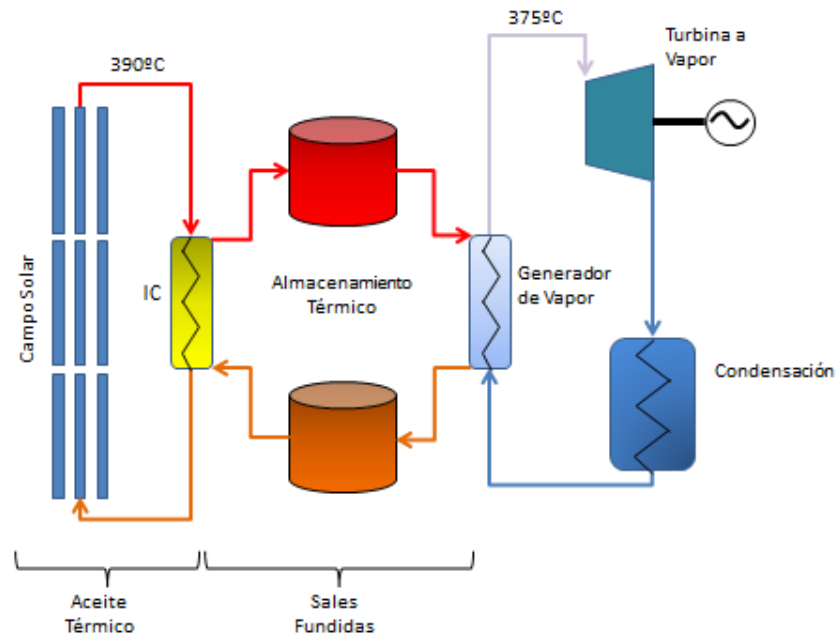 390ºC
375ºC
Turbina a
Vapor
Campo Solar
IC
Almacenamiento
Térmico
Generador
de Vapor
Condensación
Aceite
Térmico
Sales
Fundidas